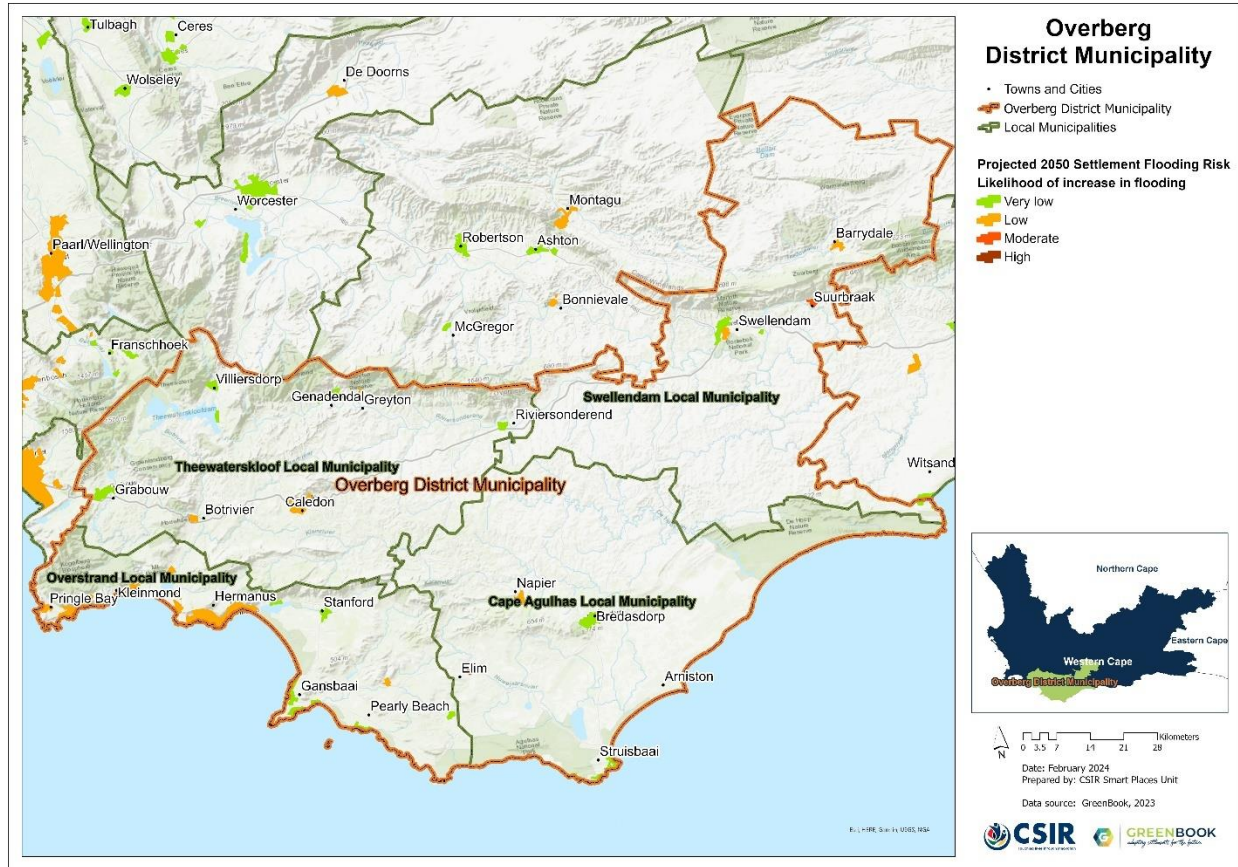 Overberg
District Municipality
Towns and Cities
Overberg District Municipality
Local Municipalities
Projected 2050 Settlement Flooding Risk
Likelihood of increase in flooding
Very low
Low
Moderate
High
Tulbagh
Ceres
Wolseley
De Doorns
Worcester
Montagu
Paarl/Wellington
Robertson
Ashton
Barrydale
Bonnievale
Suurbraak
McGregor
Swellendam
Franschhoek
Villiersdorp
Genadendal
Greyton
Swellendam Local Municipality
Riviersonderend
Theewaterskloof Local Municipality
Overberg District Municipality
Witsand
Grabouw
Caledon
Botrivier
Overstrand Local Municipality
Pringle Bay
Kleinmond
Hermanus
Stanford
Napier
Cape Agulhas Local Municipality
Bredasdorp
Elim
Arniston
Gansbaai
Pearly Beach
Struisbaai
Northern Cape
Eastern Cape
Western Cape
Overberg District Municipality
N
0 3.5 7 14 21 28 Kilometers
Date: February 2024
Prepared by: CSIR Smart Places Unit
Data source: GreenBook, 2023
CSIR
GREENBOOK
adapting settlements for the future